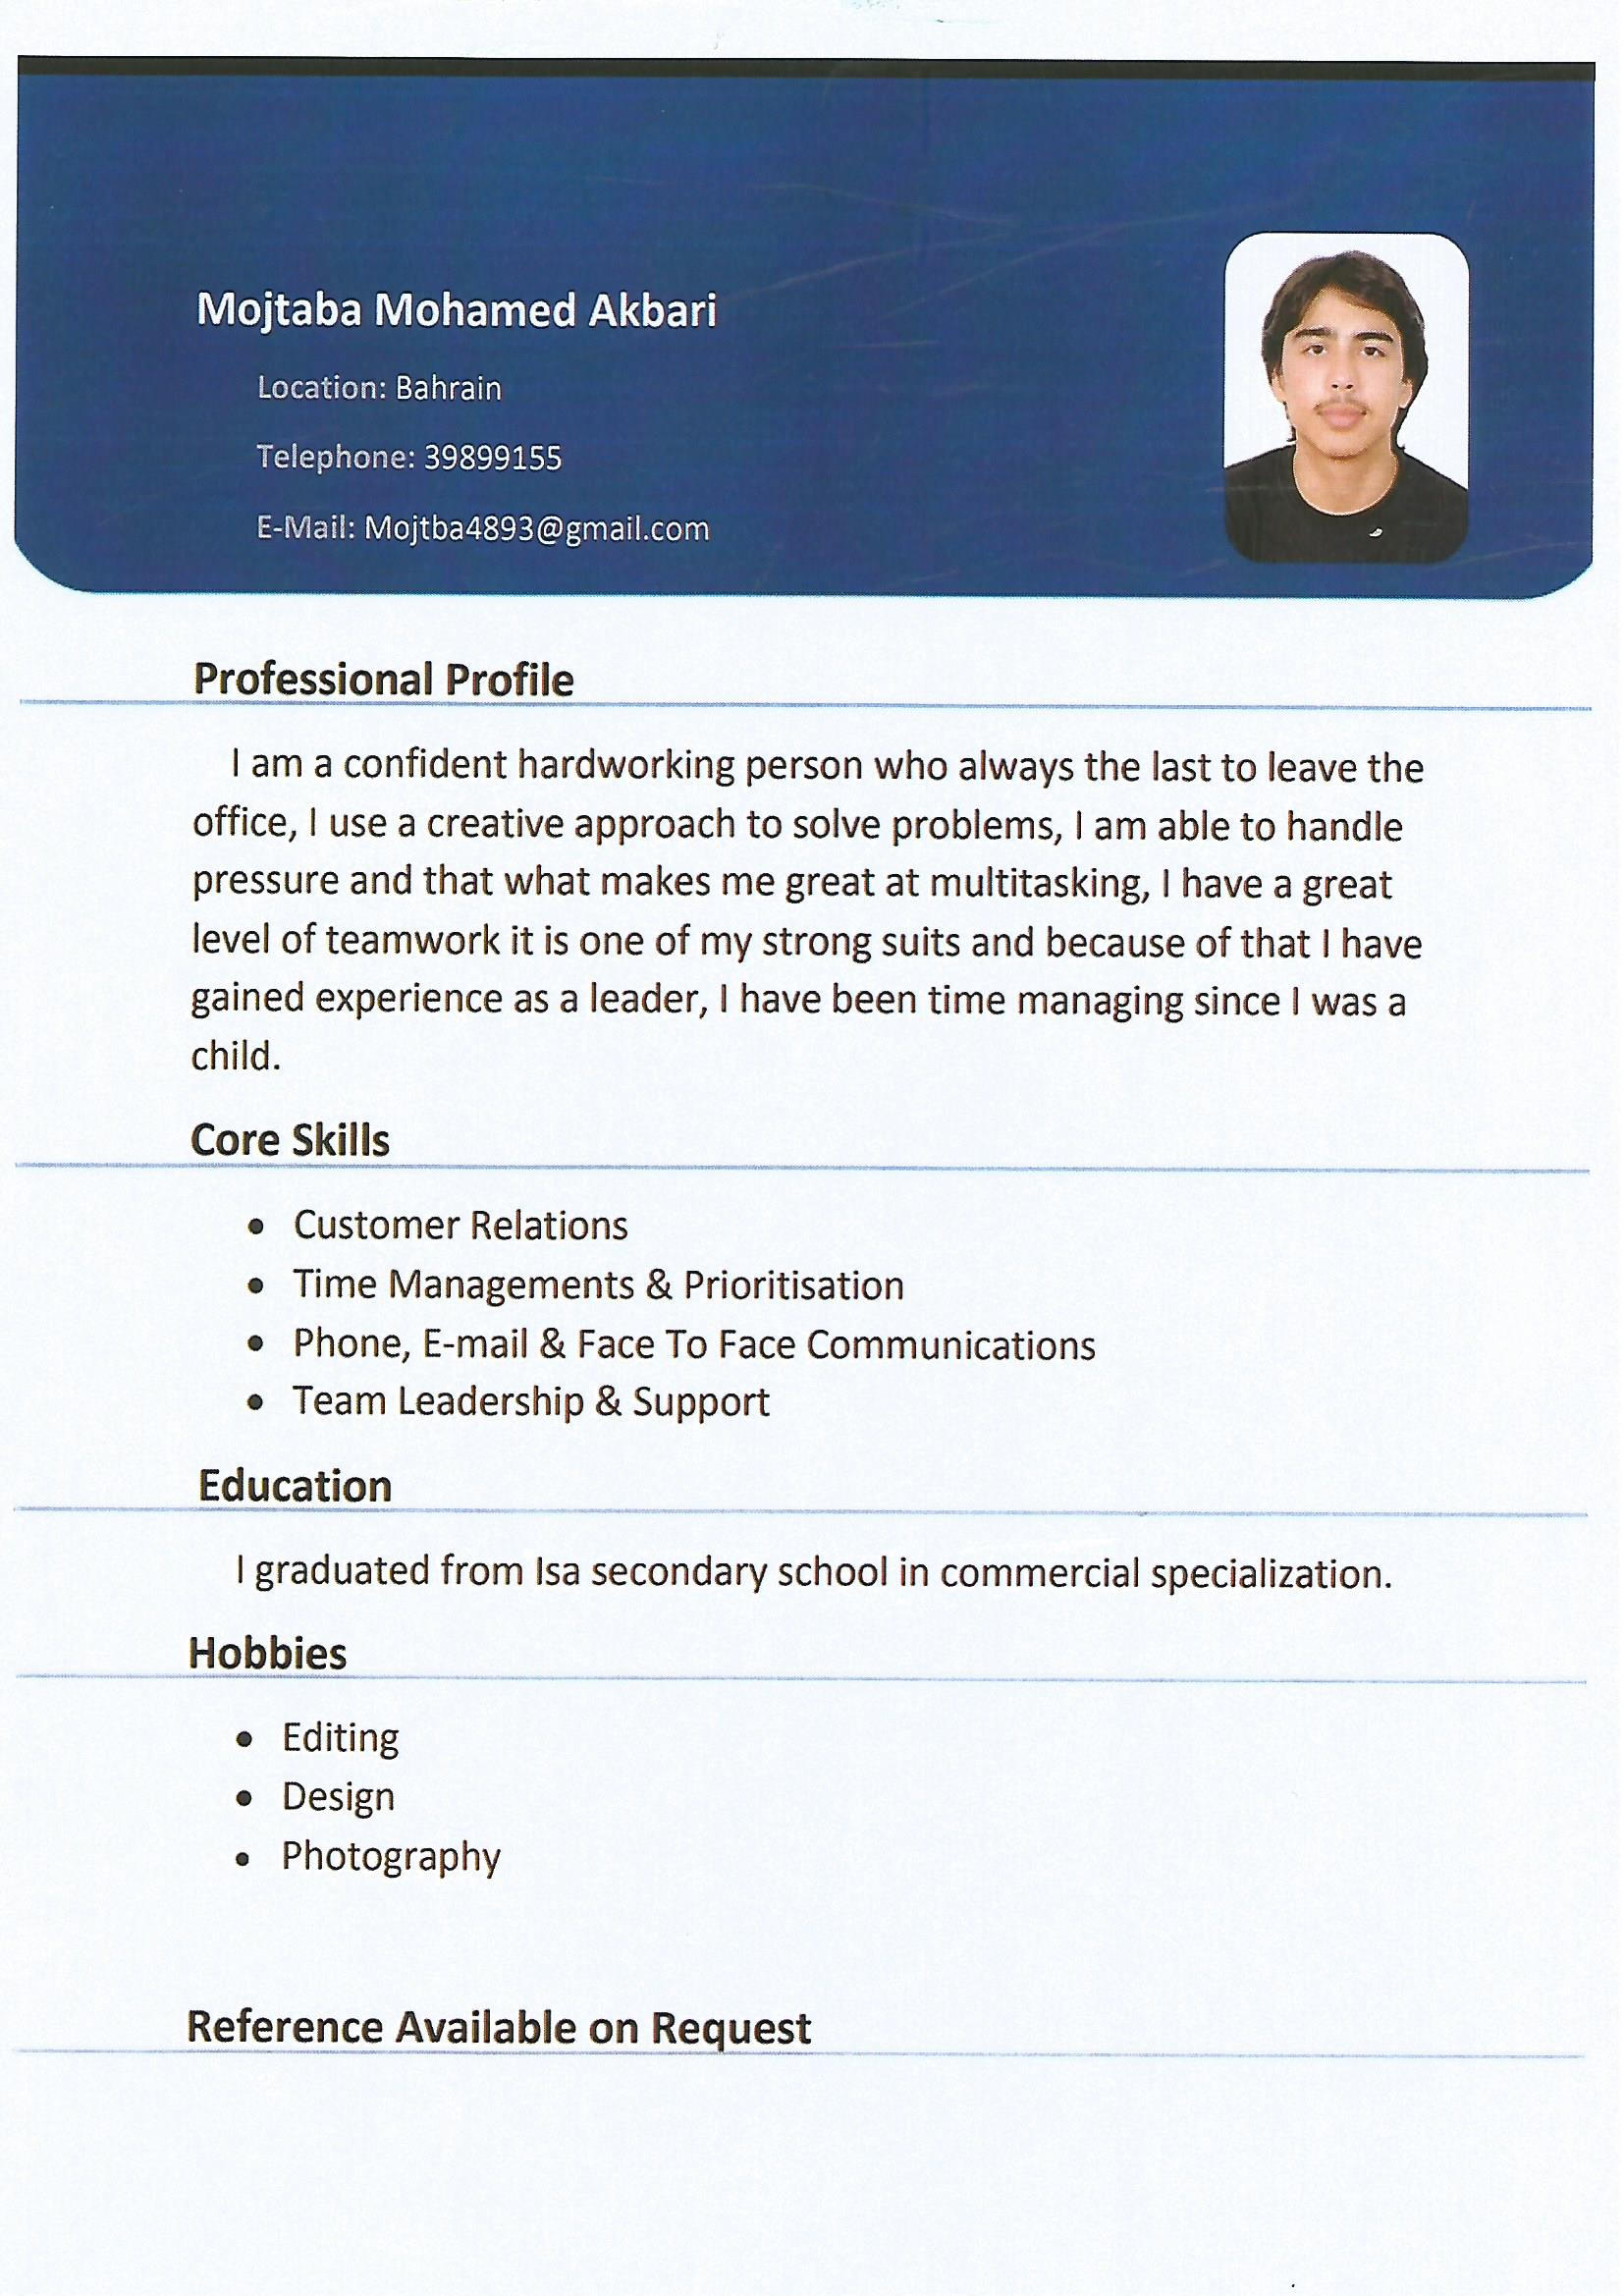 Mojtaba Mohamed Akbari
Location: Bahrain
Telephone: 39899155
E-Mail: Mojtba4893@gmail.com
Professional Profile
I am a confident hardworking person who always the last to leave the
office, I use a creative approach to solve problems, I am able to handle
pressure and that what makes me great at multitasking, I have a great
level of teamwork it is one of my strong suits and because of that I have
gained experience as a leader, I have been time managing since I was a
child.
Core Skills
• Customer Relations
• Time Managements & Prioritisation
• Phone, E-mail & Face To Face Communications
• Team Leadership & Support
Education
I graduated from Isa secondary school in commercial specialization.
Hobbies
• Editing
• Design
• Photography
Reference Available on Request